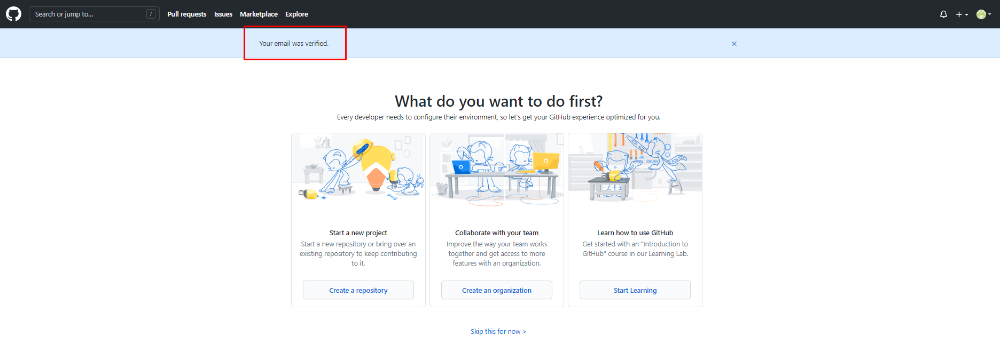 Search or jump to... /
Pull requests Issues Marketplace Explore
Your email was verified.
What do you want to do first?
Every developer needs to configure their environment, so let's get your GitHub experience optimized for you.
Start a new project
Start a new repository or bring over an
existing repository to keep contributing
to it.
Create a repository
Collaborate with your team
Improve the way your team works
together and get access to more
features with an organization.
Create an organization
Learn how to use GitHub
Get started with an "Introduction to
GitHub" course in our Learning Lab.
Start Learning
Skip this for now >